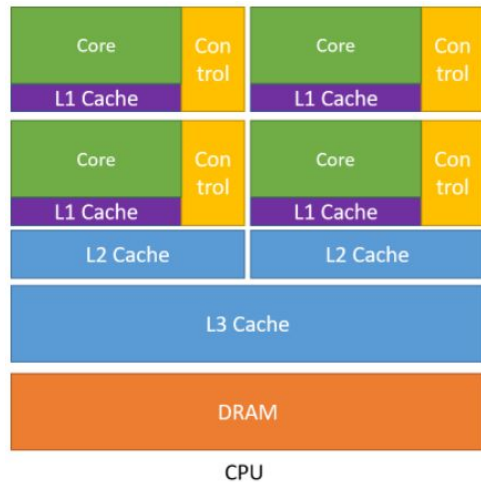 Core
Con
trol
L1 Cache
Core
Con
trol
L1 Cache
Core
Con
trol
L1 Cache
Core
Con
trol
L1 Cache
L2 Cache
L2 Cache
L3 Cache
DRAM
CPU